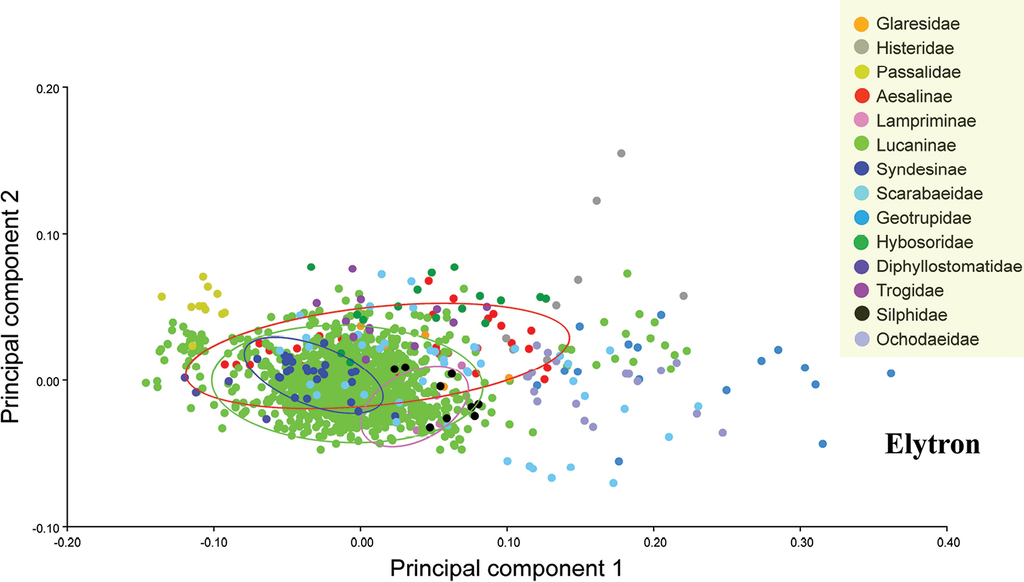 Glaresidae
Histeridae
Passalidae
Aesalinae
Lampriminae
Lucaninae
Syndesinae
Scarabaeidae
Geotrupidae
Hybosoridae
Diphyllostomatidae
Trogidae
Silphidae
Ochodaeidae
Principal component 2
0.20
0.10
0.00
-0.10
Elytron
-0.20
-0.10
0.00
0.10
0.20
0.30
0.40
Principal component 1